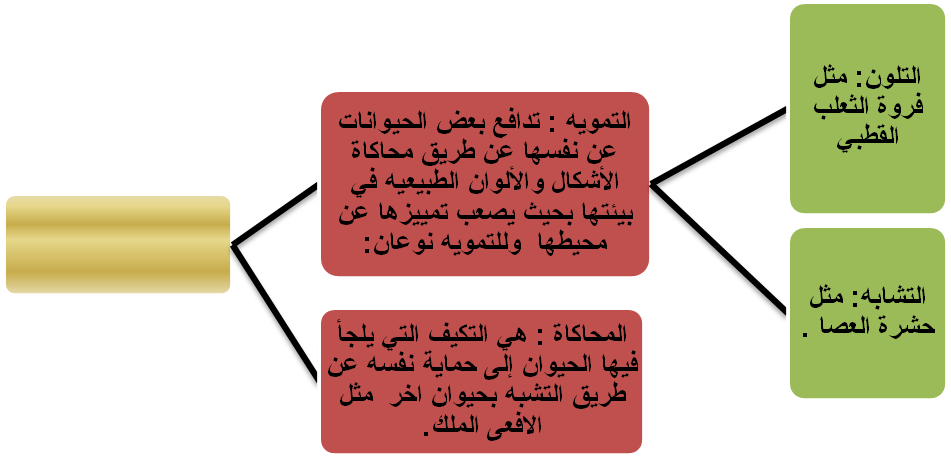 التمويه : تدافع بعض الحيوانات
عن نفسها عن طريق محاكاة
الأشكال والألوان الطبيعيه في
بيئتها بحيث يصعب تمييزها عن
محيطها وللتمويه نوعان:
التلون: مثل
فروة الثعلب
القطبي
التشابه: مثل
حشرة العصا .
المحاكاة : هي التكيف التي يلجأ
فيها الحيوان إلى حماية نفسه عن
طريق التشبه بحيوان اخر مثل
الافعى الملك.